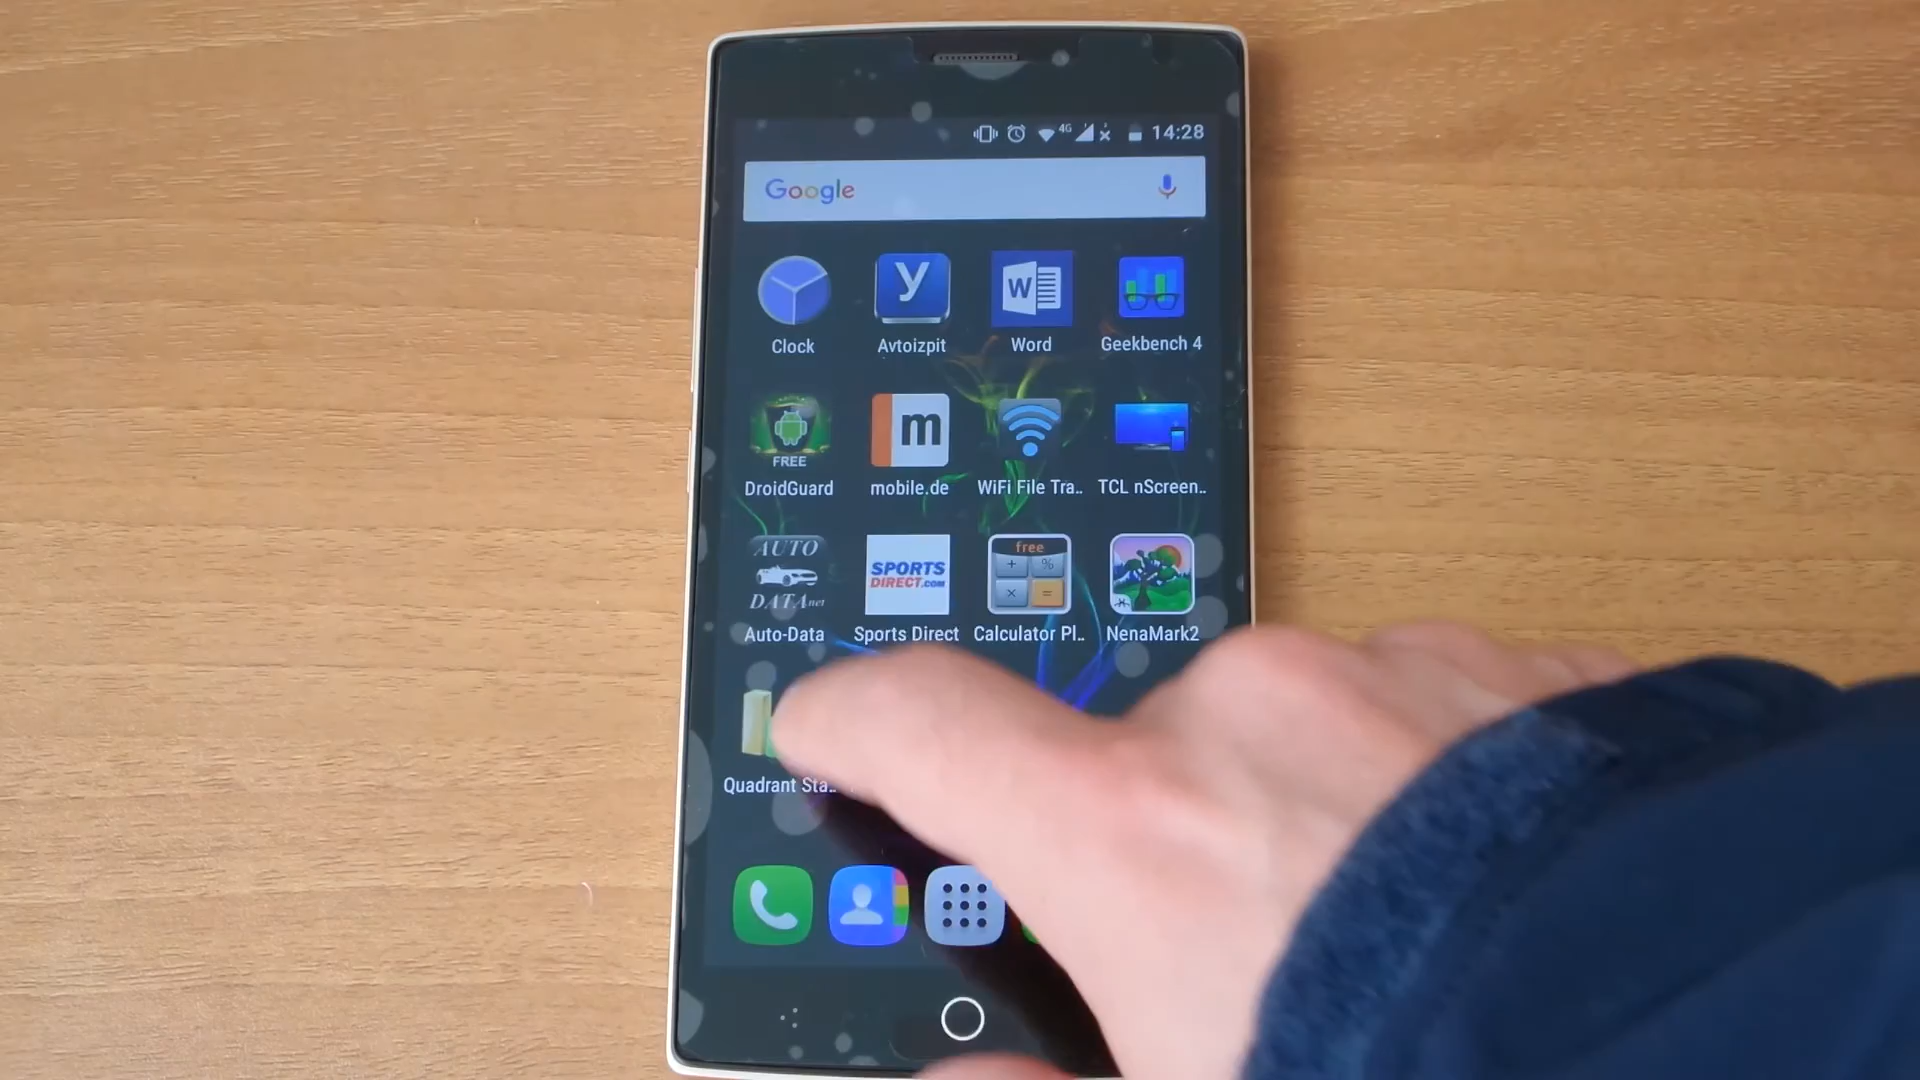 4G 14:28
Google
Clock Avtoizpit Word Geekbench 4
У W
FREE m
DroidGuard mobile.de WiFi File Tra.. TCL nScreen..
AUTO DATA.net
SPORTS DIRECT.COM
free
+ %
× =
Auto-Data Sports Direct Calculator Pl.. NenaMark2
Quadrant Sta..